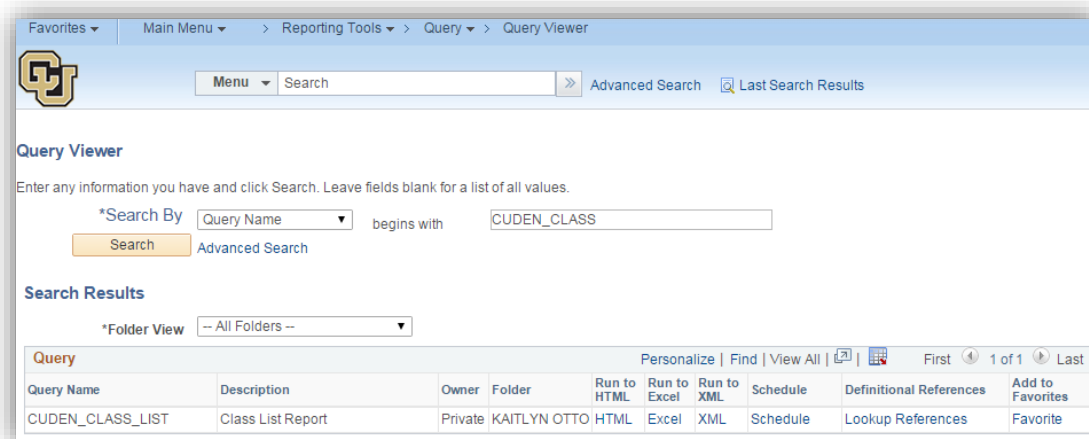 Favorites Main Menu > Reporting Tools > Query > Query Viewer
CU
Menu Search » Advanced Search Last Search Results
Query Viewer
Enter any information you have and click Search. Leave fields blank for a list of all values.
*Search By Query Name begins with CUDEN_CLASS
Search Advanced Search
Search Results
*Folder View -- All Folders --
Query Personalize | Find | View All | | First 1 of 1 Last
Query Name Description Owner Folder Run to HTML Run to Excel Run to XML Schedule Definitional References Add to Favorites
CUDEN_CLASS_LIST Class List Report Private KAITLYN OTTO HTML Excel XML Schedule Lookup References Favorite